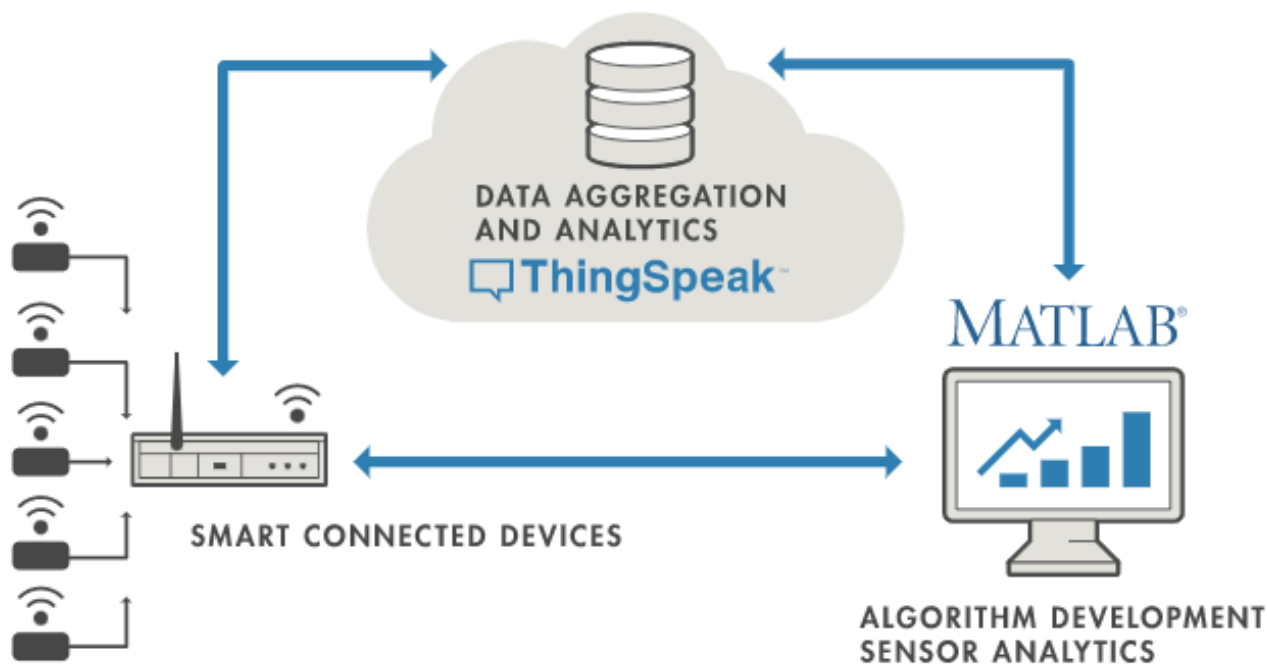 DATA AGGREGATION
AND ANALYTICS
ThingSpeak™
MATLAB®
SMART CONNECTED DEVICES
ALGORITHM DEVELOPMENT
SENSOR ANALYTICS